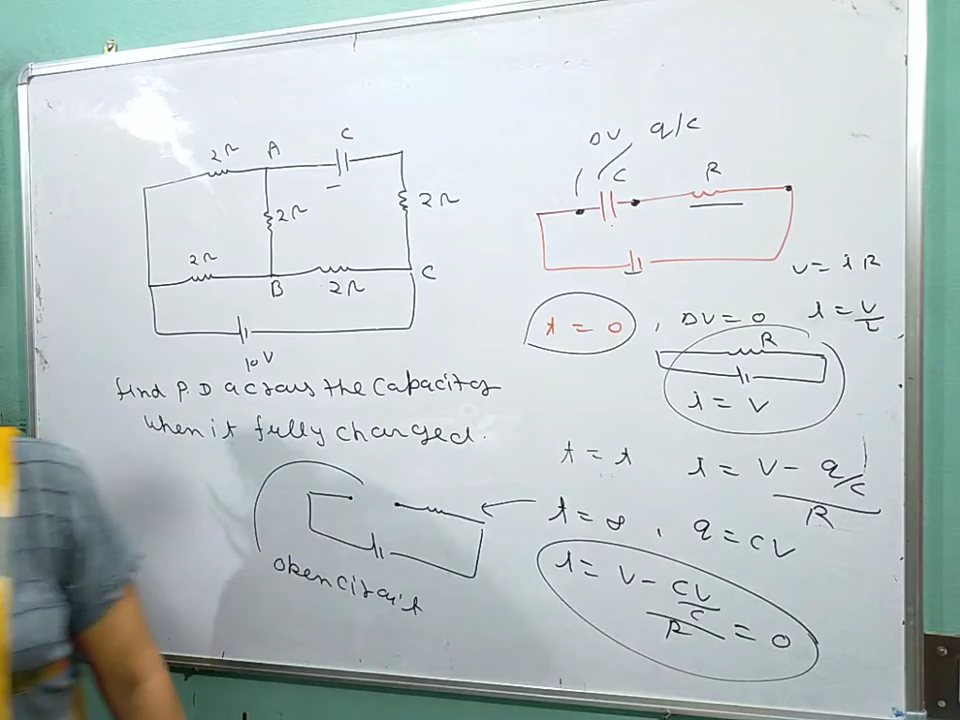 2Ω A C
2Ω
2Ω
2Ω
B 2Ω C
10V
find P.D across the capacitor
when it fully charged.
open circuit
ΔV q/c
C R
V = iR
t = 0 , ΔV = 0 i = V/r
R
i = V
t = t i = V - q/c / R
t = ∞ , q = CV
i = V - CV/C / R = 0